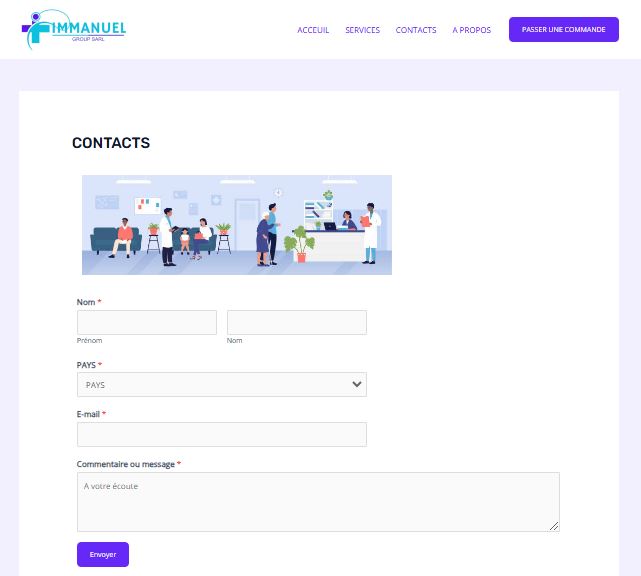 IMMANUEL
GROUP SARL
ACCEUIL SERVICES CONTACTS A PROPOS PASSER UNE COMMANDE
CONTACTS
Nom *
Prénom Nom
PAYS *
PAYS
E-mail *
Commentaire ou message *
A votre écoute
Envoyer